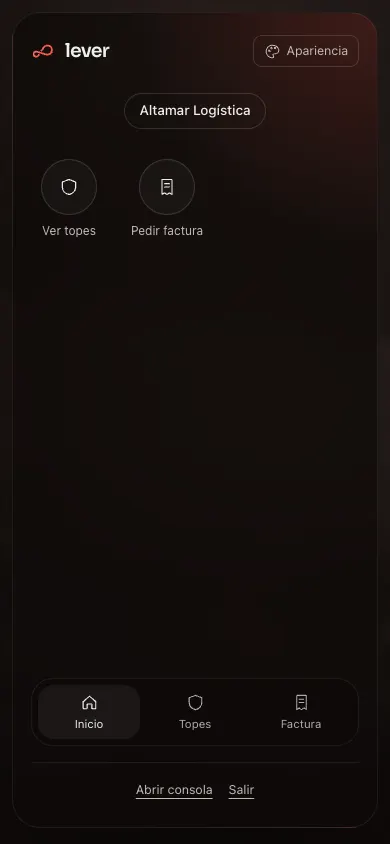 lever
Apariencia
Altamar Logística
Ver topes
Pedir factura
Inicio
Topes
Factura
Abrir consola
Salir